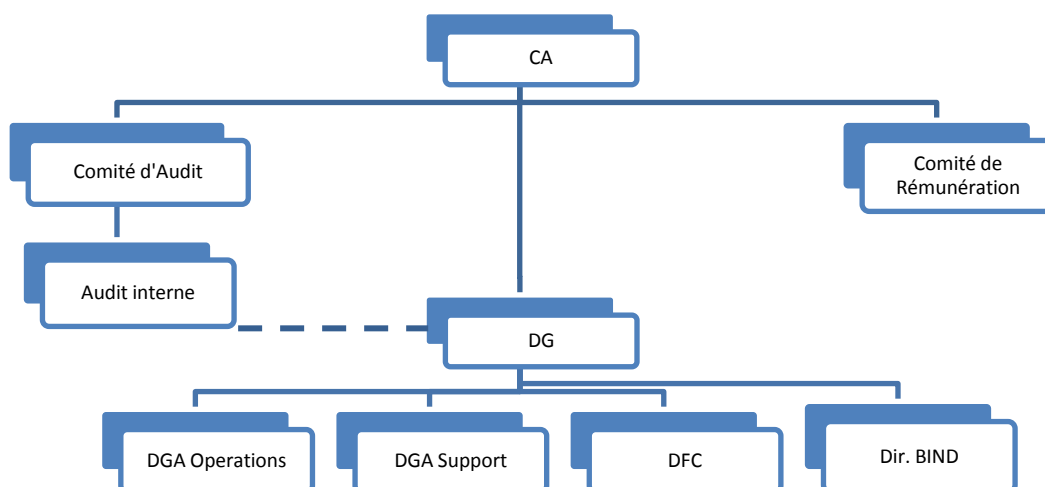 CA
Comité d'Audit
Comité de
Rémunération
Audit interne
DG
DGA Operations
DGA Support
DFC
Dir. BIND